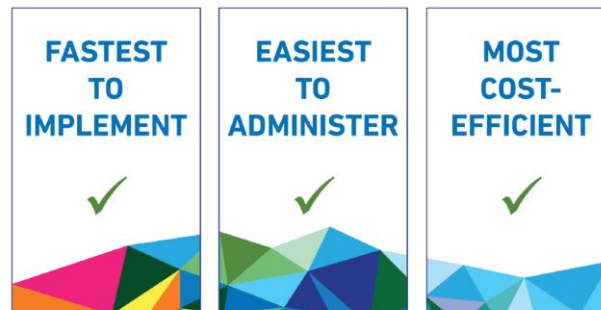 FASTEST
TO
IMPLEMENT
EASIEST
TO
ADMINISTER
MOST
COST-
EFFICIENT